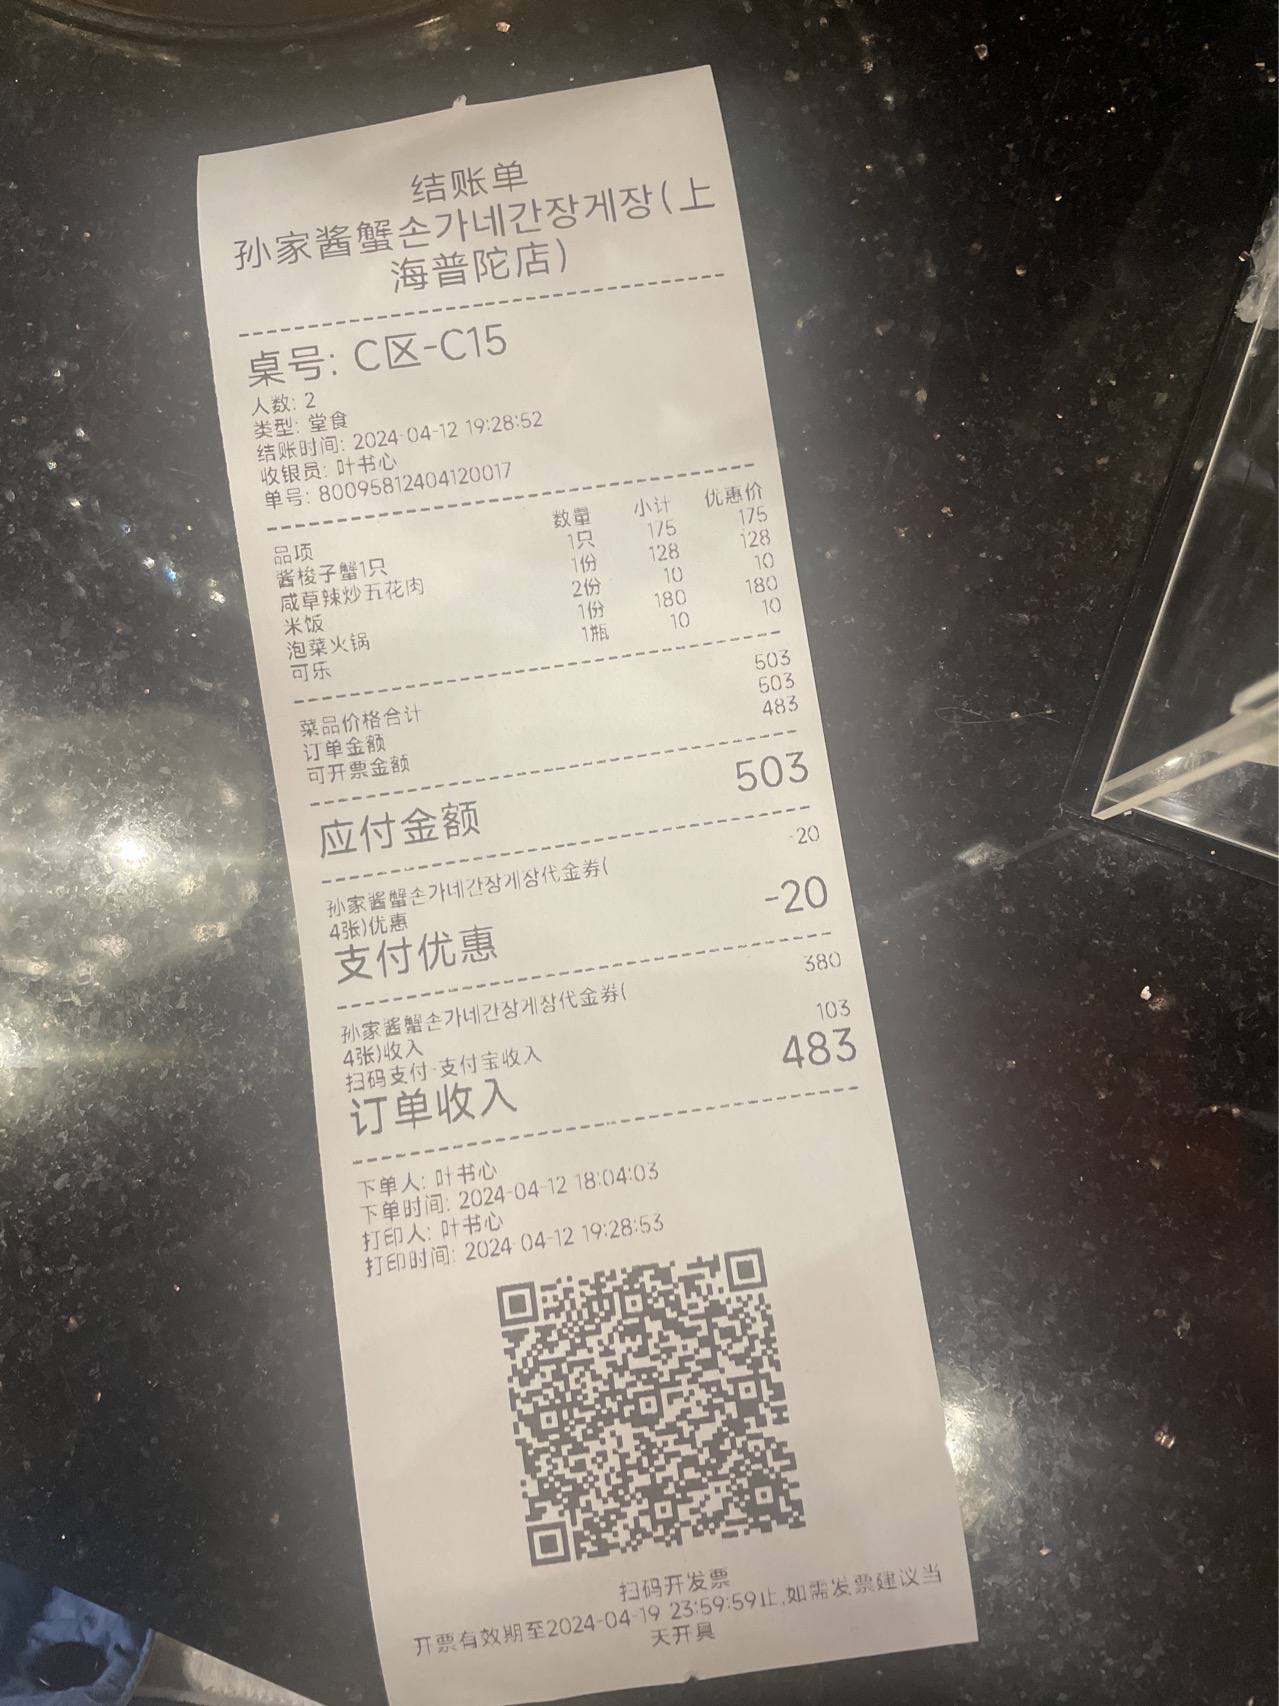 结账单
孙家酱蟹손가네간장게장(上
海普陀店)
桌号: C区-C15
人数: 2
类型: 堂食
结账时间: 2024-04-12 19:28:52
收银员: 叶书心
单号: 80095812404120017
品项 数量 小计 优惠价
酱梭子蟹1只 1只 175 175
咸草辣炒五花肉 1份 128 128
米饭 2份 10 10
泡菜火锅 1份 180 180
可乐 1瓶 10 10
菜品价格合计 503
订单金额 503
可开票金额 483
应付金额 503
孙家酱蟹손가네간장게장代金券( -20
4张)优惠
支付优惠 -20
孙家酱蟹손가네간장게장代金券( 380
4张)收入
扫码支付-支付宝收入 103
订单收入 483
下单人: 叶书心
下单时间: 2024-04-12 18:04:03
打印人: 叶书心
打印时间: 2024-04-12 19:28:53
扫码开发票
开票有效期至2024-04-19 23:59:59止,如需发票建议当
天开具